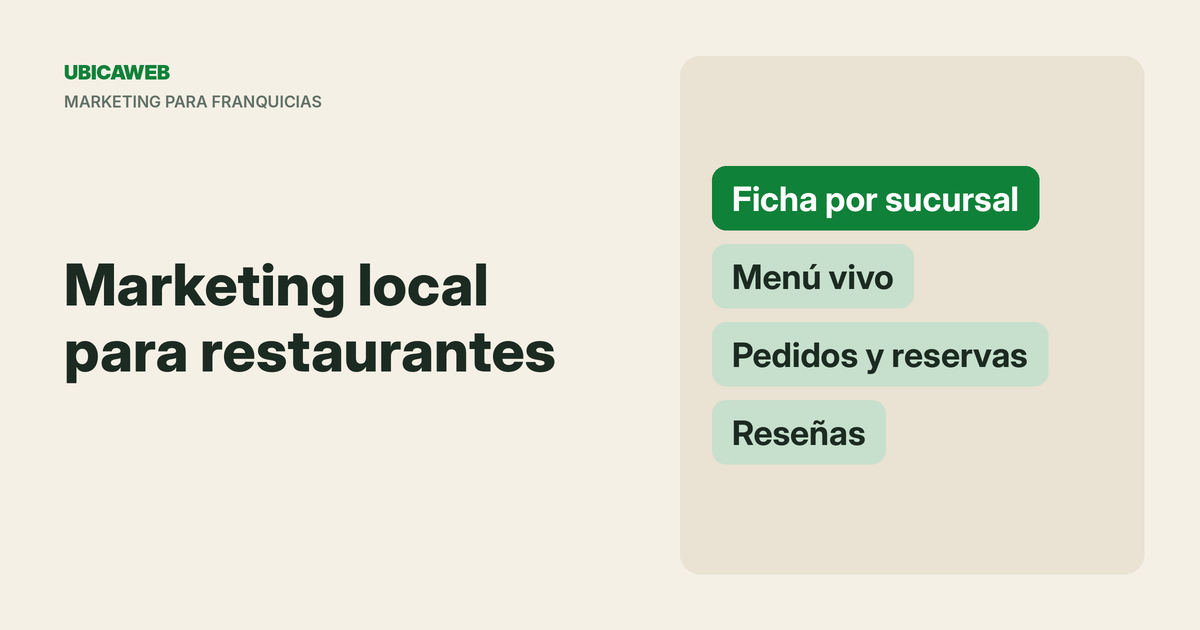 UBICAWEB
MARKETING PARA FRANQUICIAS
Marketing local
para restaurantes
Ficha por sucursal
Menú vivo
Pedidos y reservas
Reseñas